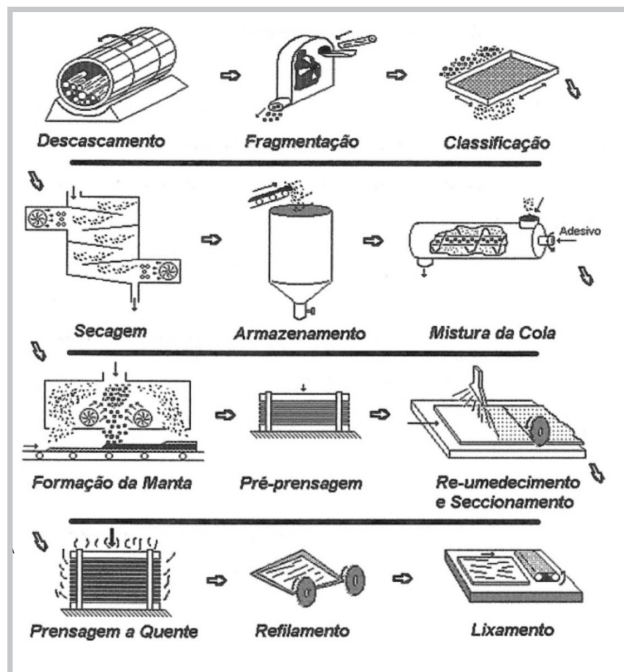 Descascamento
Fragmentação
Classificação
Secagem
Armazenamento
Adesivo
Mistura da Cola
Formação da Manta
Pré-prensagem
Re-umedecimento
e Seccionamento
Prensagem a Quente
Refilamento
Lixamento